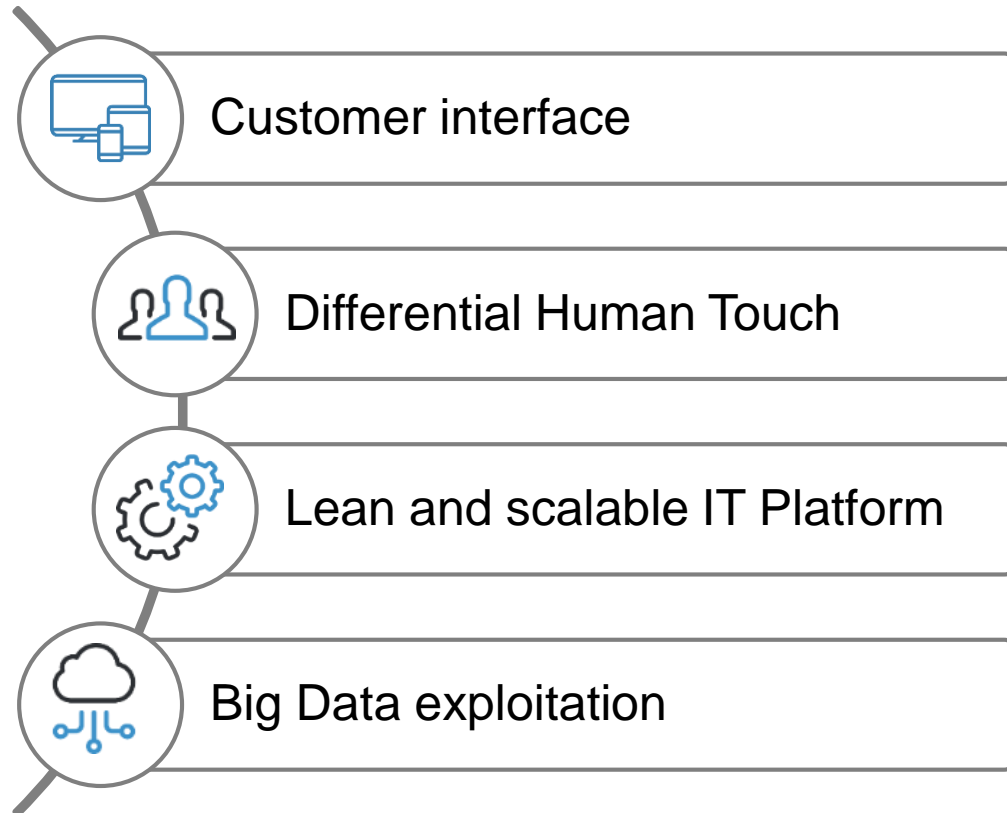 Customer interface
Differential Human Touch
Lean and scalable IT Platform
Big Data exploitation